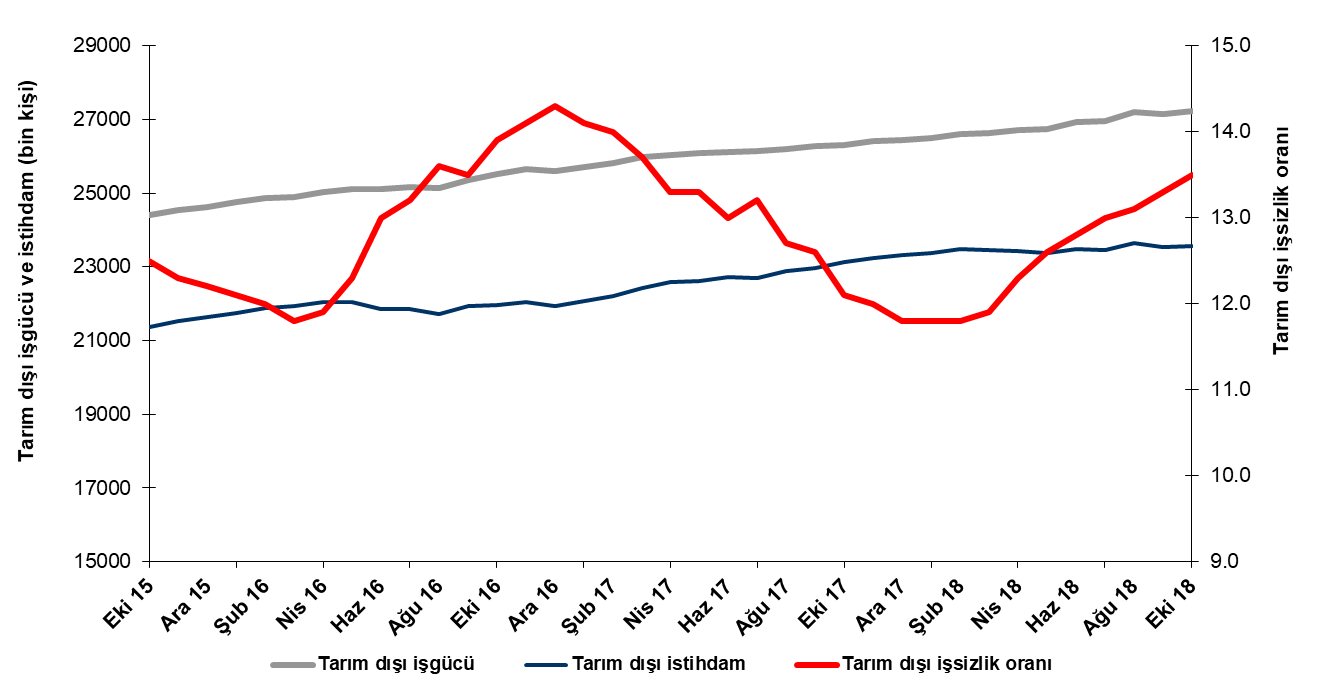 Tarım dışı işgücü ve istihdam (bin kişi)
29000
27000
25000
23000
21000
19000
17000
15000
15.0
14.0
13.0
12.0
11.0
10.0
9.0
Tarım dışı işsizlik oranı
Eki 15
Ara 15
Şub 16
Nis 16
Haz 16
Ağu 16
Eki 16
Ara 16
Şub 17
Nis 17
Haz 17
Ağu 17
Eki 17
Ara 17
Şub 18
Nis 18
Haz 18
Ağu 18
Eki 18
Tarım dışı işgücü Tarım dışı istihdam Tarım dışı işsizlik oranı